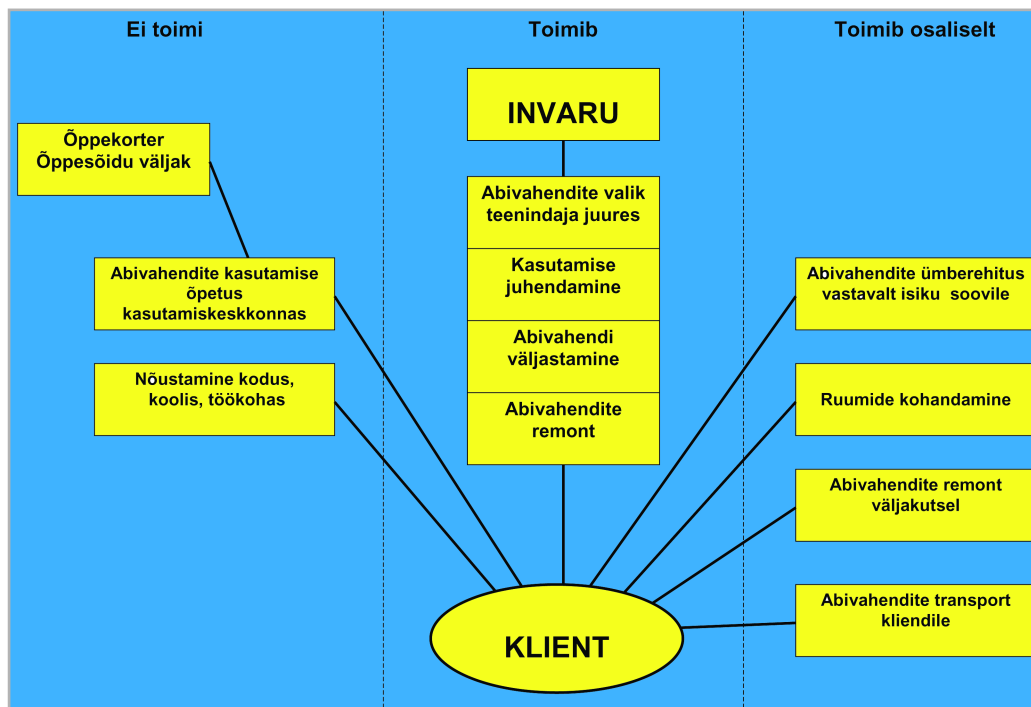 Ei toimi
Toimib
Toimib osaliselt
INVARU
Õppekorter
Õppesõidu väljak
Abivahendite valik
teenindaja juures
Abivahendite kasutamise
õpetus
kasutamiskeskkonnas
Kasutamise
juhendamine
Abivahendite ümberehitus
vastavalt isiku soovile
Abivahendi
väljastamine
Nõustamine kodus,
koolis, töökohas
Ruumide kohandamine
Abivahendite
remont
Abivahendite remont
väljakutsel
Abivahendite transport
kliendile
KLIENT